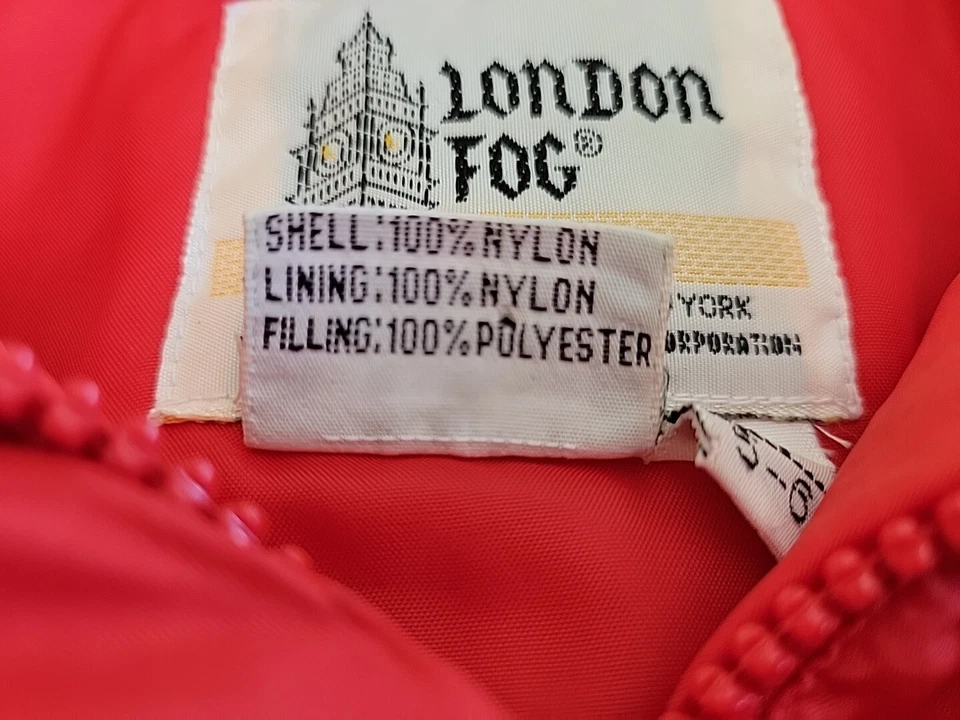 LONDON
FOG®
SHELL:100% NYLON
LINING:100% NYLON
FILLING:100% POLYESTER
YORK